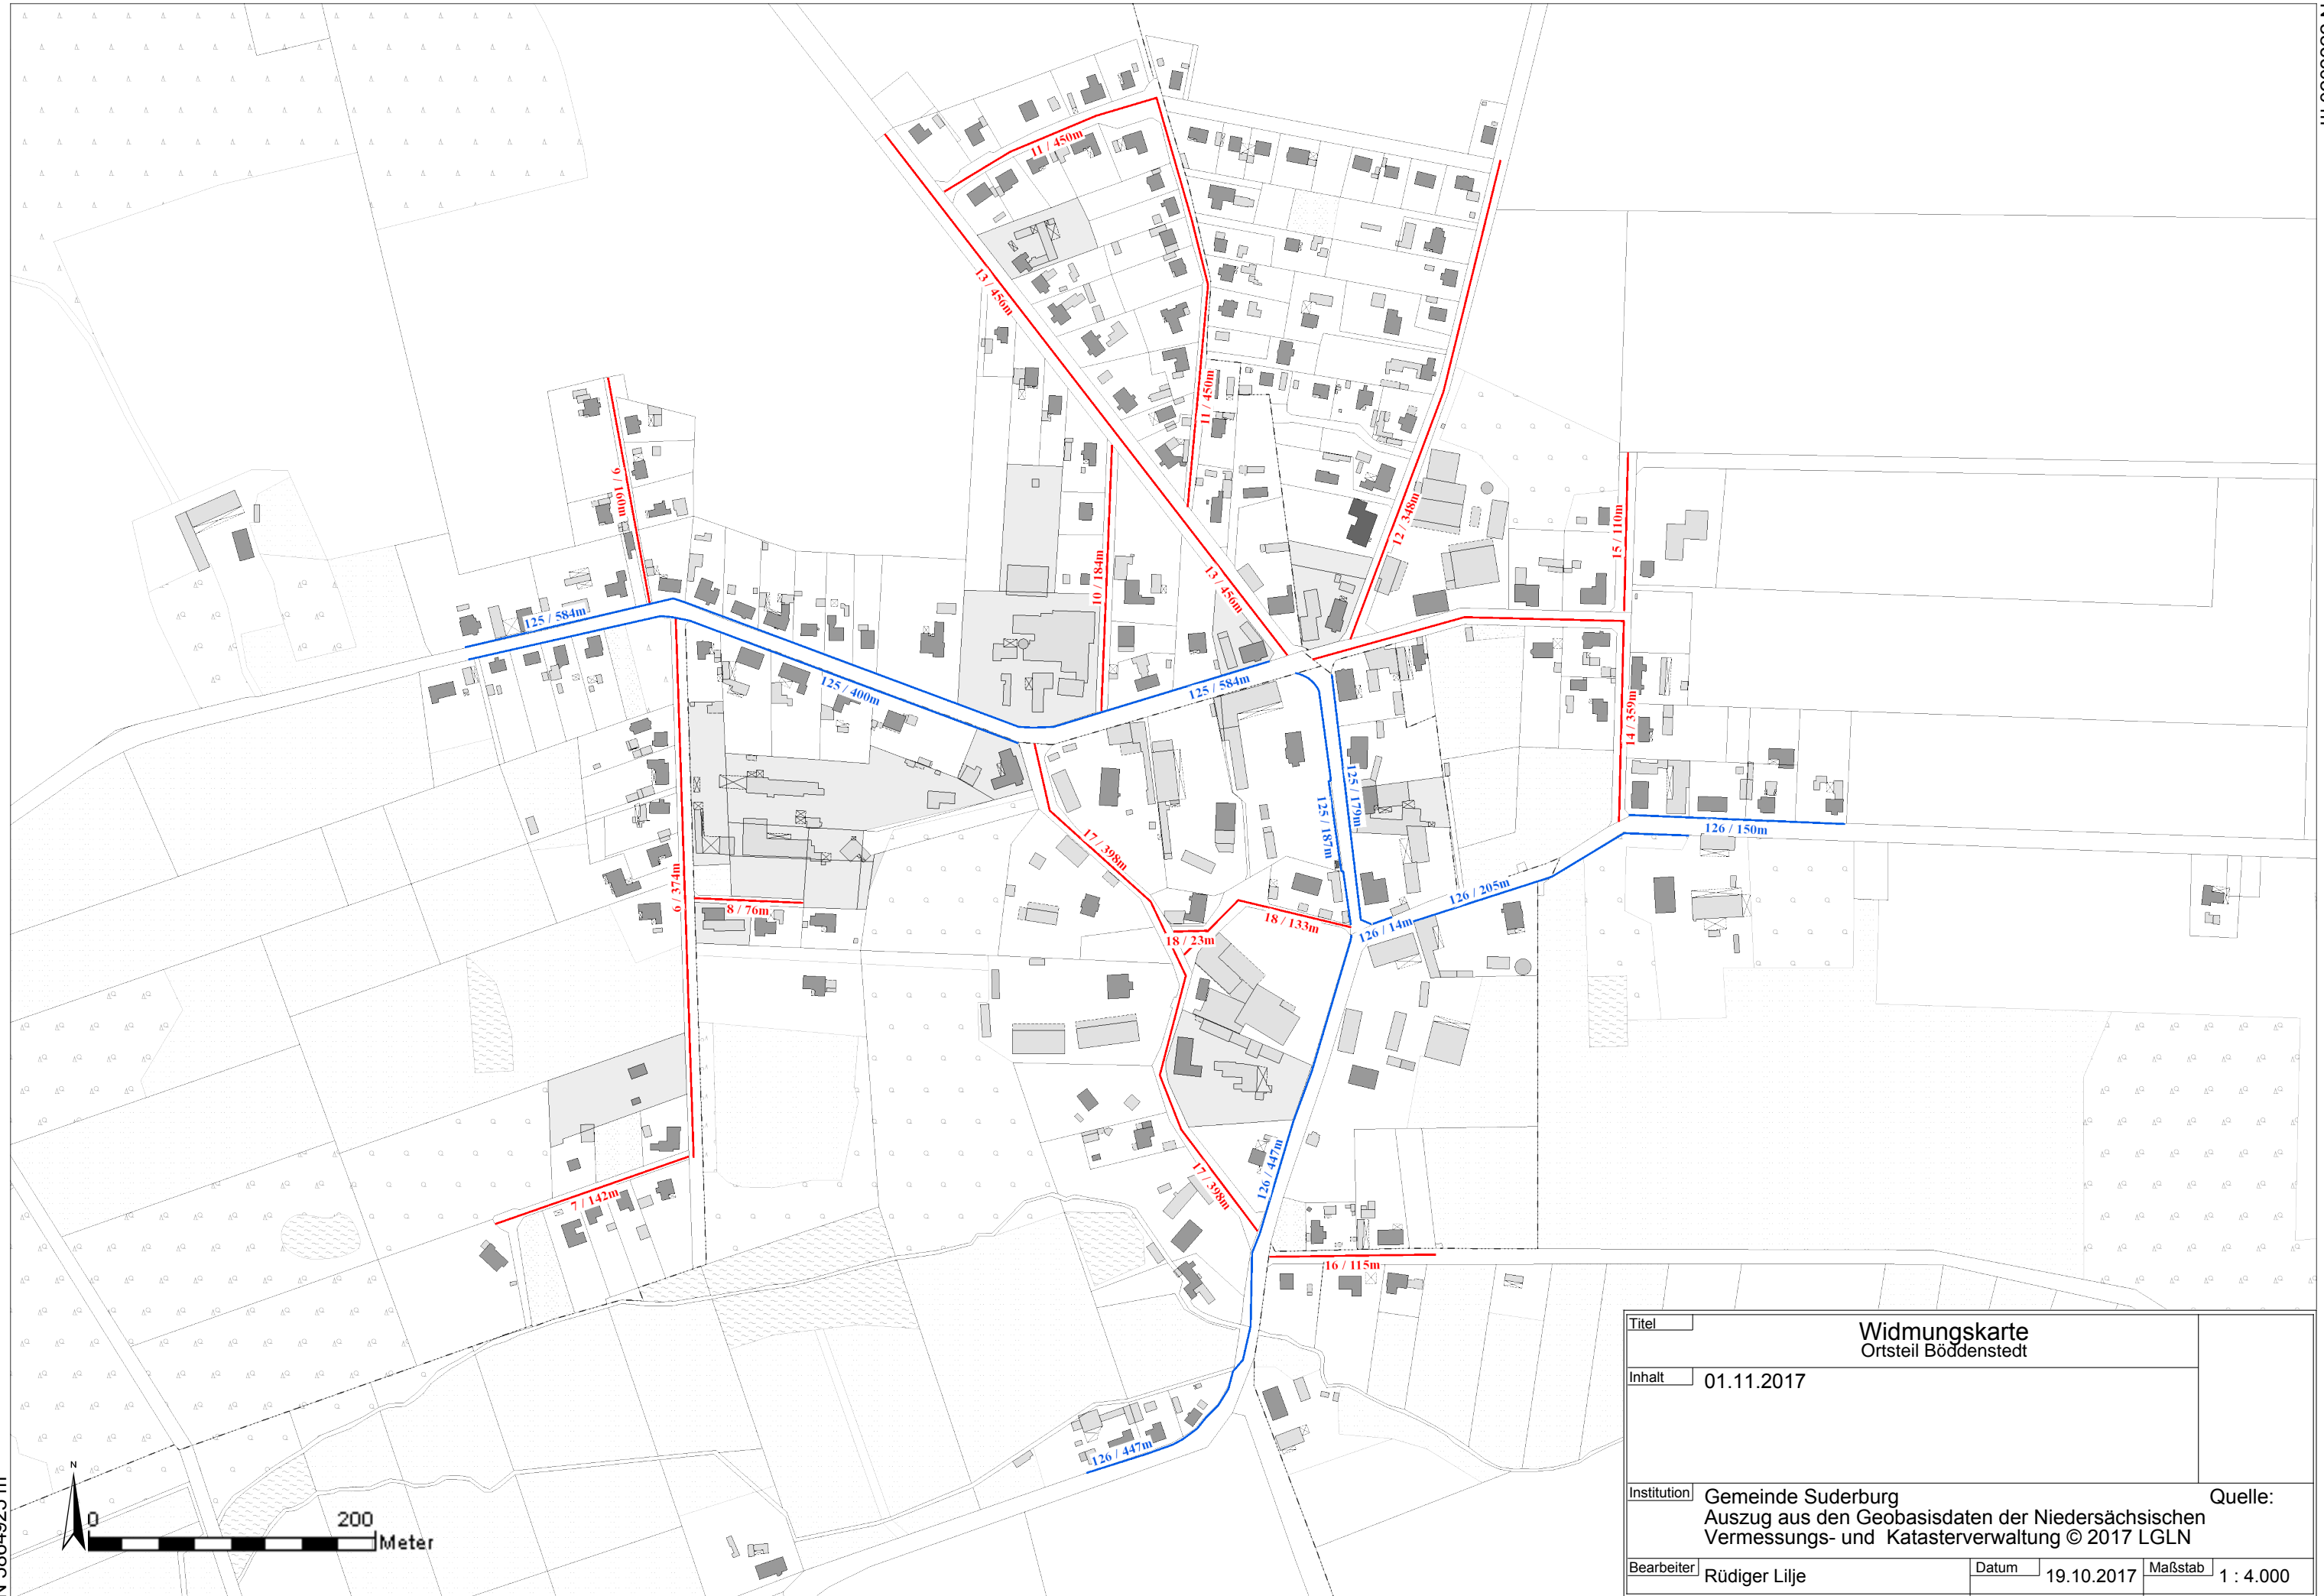 11 / 450m
13 / 456m
11 / 450m
9 / 160m
12 / 348m
15 / 110m
10 / 184m
13 / 456m
125 / 584m
125 / 400m
125 / 584m
14 / 359m
125 / 179m
125 / 187m
126 / 150m
17 / 398m
6 / 374m
8 / 76m
126 / 205m
18 / 133m
126 / 14m
18 / 23m
7 / 142m
17 / 398m
126 / 447m
16 / 115m
126 / 447m
N
0 200
Meter
Titel
Widmungskarte
Ortsteil Böddenstedt
Inhalt 01.11.2017
Institution Gemeinde Suderburg Quelle:
Auszug aus den Geobasisdaten der Niedersächsischen
Vermessungs- und Katasterverwaltung © 2017 LGLN
Bearbeiter Rüdiger Lilje Datum 19.10.2017 Maßstab 1 : 4.000